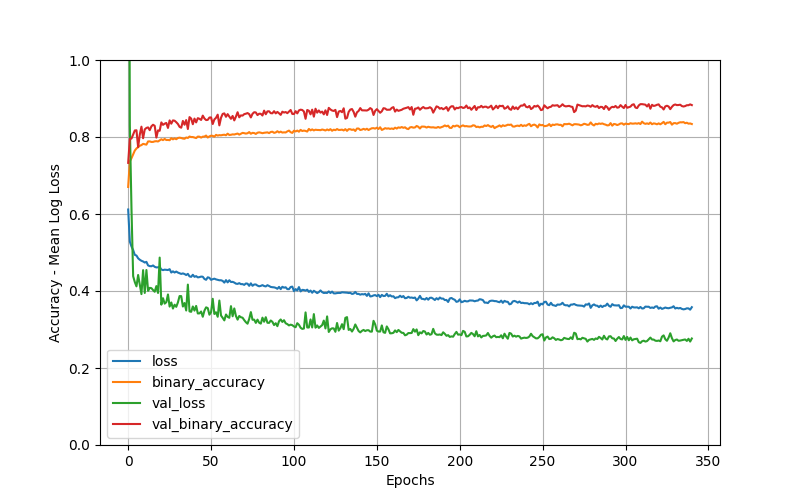 1.0
0.8
0.6
0.4
0.2
0.0
Accuracy - Mean Log Loss
loss
binary_accuracy
val_loss
val_binary_accuracy
0 50 100 150 200 250 300 350
Epochs